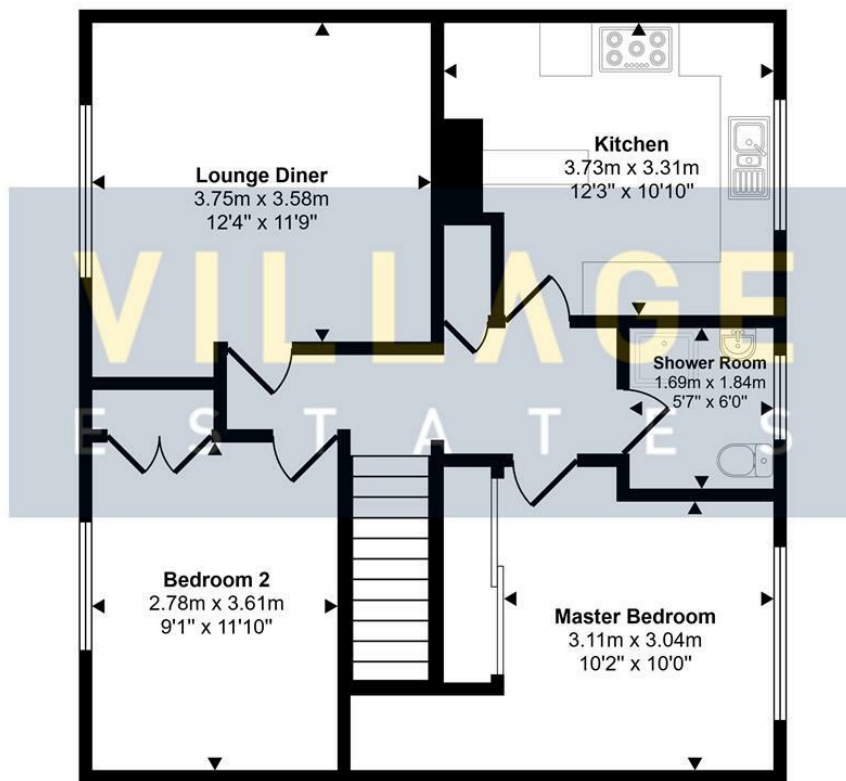 Lounge Diner
3.75m x 3.58m
12'4" x 11'9"
Kitchen
3.73m x 3.31m
12'3" x 10'10"
VILLAGE
ESTATES
Shower Room
1.69m x 1.84m
5'7" x 6'0"
Bedroom 2
2.78m x 3.61m
9'1" x 11'10"
Master Bedroom
3.11m x 3.04m
10'2" x 10'0"